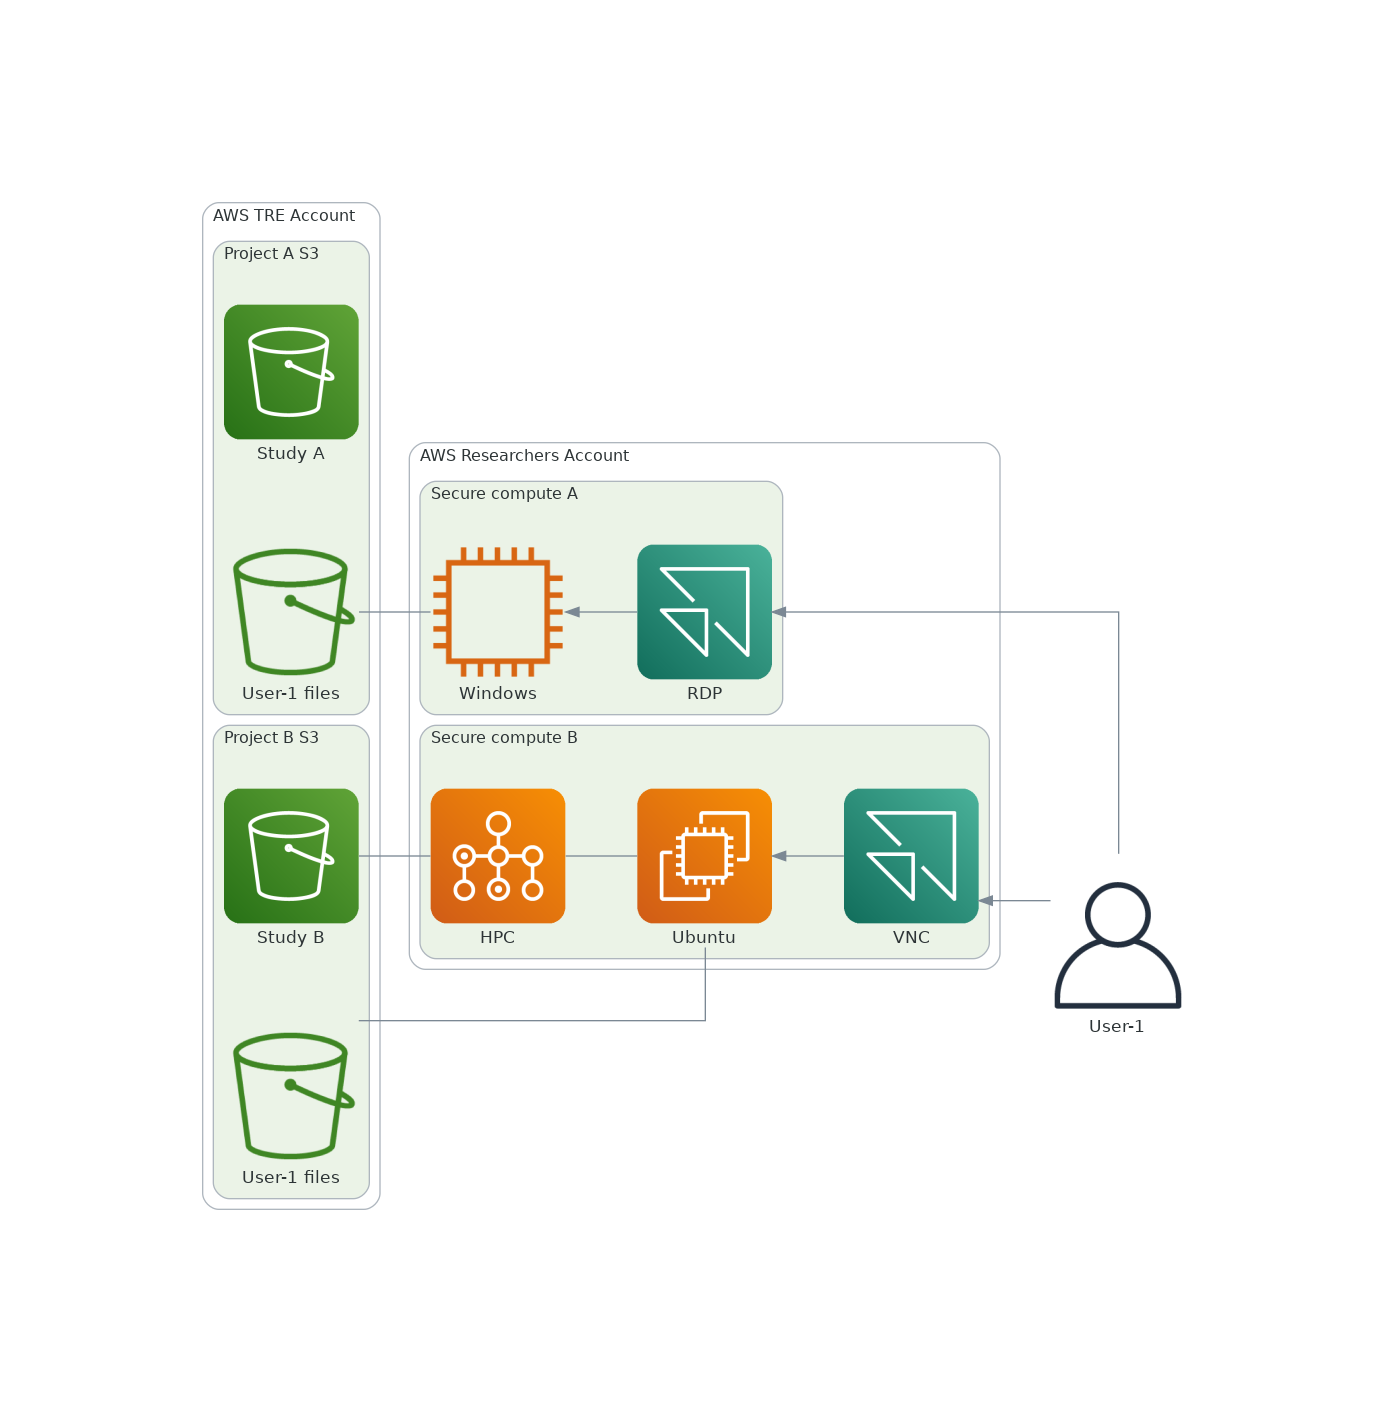 AWS TRE Account
Project A S3
Study A
User-1 files
Project B S3
Study B
User-1 files
AWS Researchers Account
Secure compute A
Windows
RDP
Secure compute B
HPC
Ubuntu
VNC
User-1